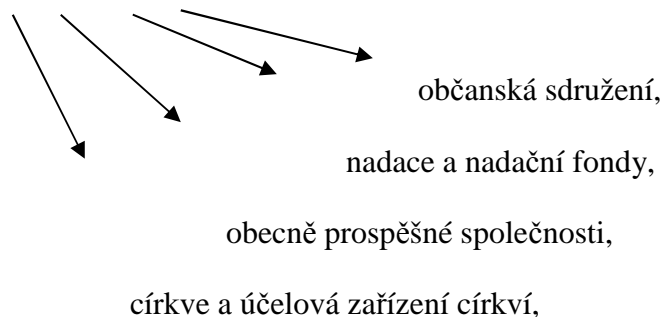 občanská sdružení,
nadace a nadační fondy,
obecně prospěšné společnosti,
církve a účelová zařízení církví,